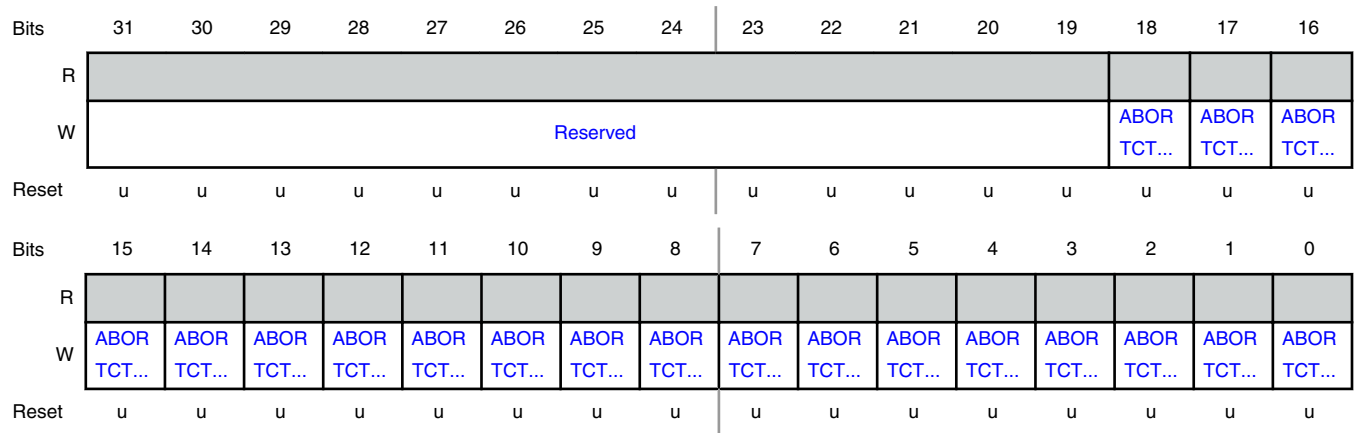 Bits 31 30 29 28 27 26 25 24 23 22 21 20 19 18 17 16
R
W Reserved ABOR TCT... ABOR TCT... ABOR TCT...
Reset u u u u u u u u u u u u u u u u
Bits 15 14 13 12 11 10 9 8 7 6 5 4 3 2 1 0
R
W ABOR TCT... ABOR TCT... ABOR TCT... ABOR TCT... ABOR TCT... ABOR TCT... ABOR TCT... ABOR TCT... ABOR TCT... ABOR TCT... ABOR TCT... ABOR TCT... ABOR TCT... ABOR TCT... ABOR TCT... ABOR TCT...
Reset u u u u u u u u u u u u u u u u